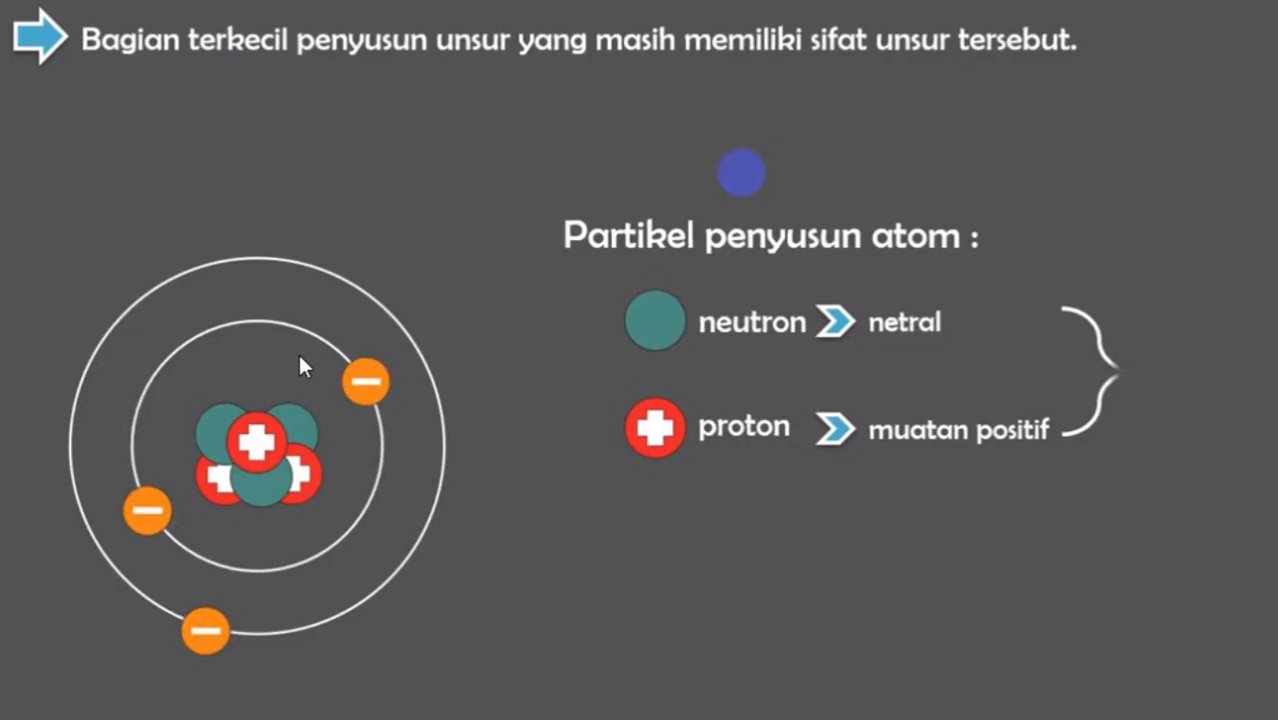 Bagian terkecil penyusun unsur yang masih memiliki sifat unsur tersebut.
Partikel penyusun atom :
neutron netral
proton muatan positif